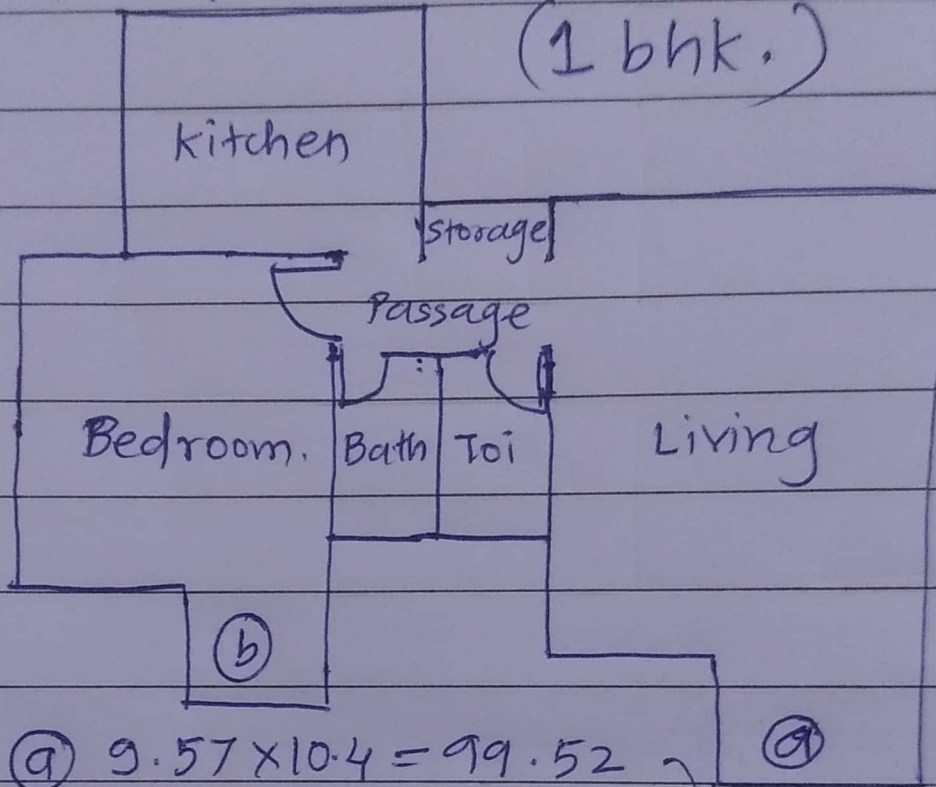 (1 bhk.)
Kitchen
Storage
Passage
Bedroom. Bath Toi Living
b
a 9.57 x 10.4 = 99.52 a